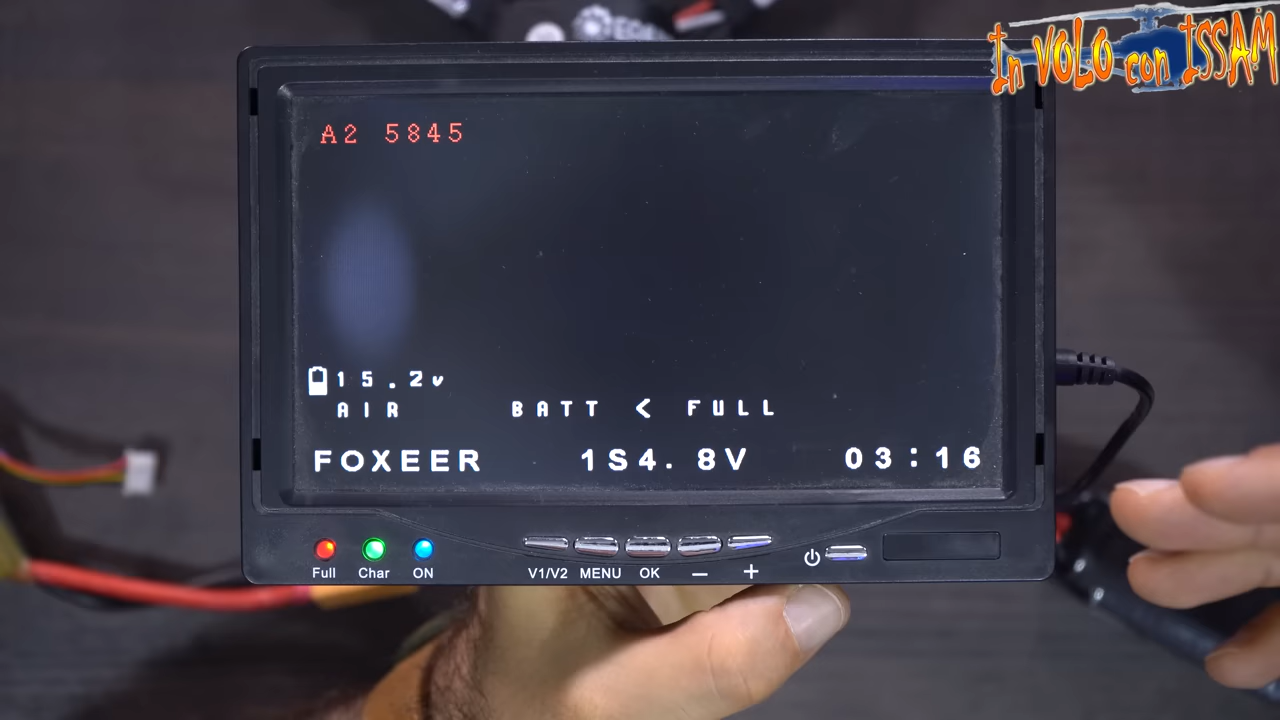 In VOLO con ISSAM
A2 5845
15.2v
AIR
BATT < FULL
FOXEER 1S4.8V 03:16
Full Char ON V1/V2 MENU OK - +